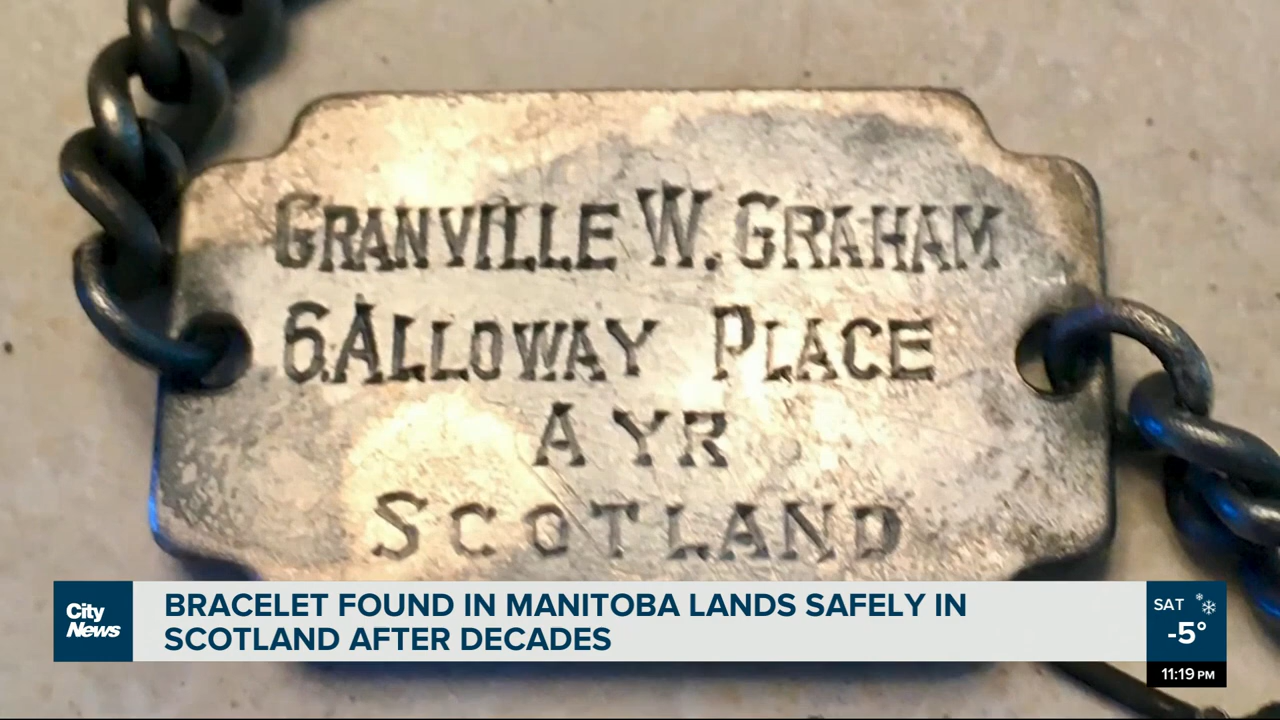 GRANVILLE W. GRAHAM
6 ALLOWAY PLACE
AYR
SCOTLAND
City
News
BRACELET FOUND IN MANITOBA LANDS SAFELY IN
SCOTLAND AFTER DECADES
SAT
-5°
11:19 PM